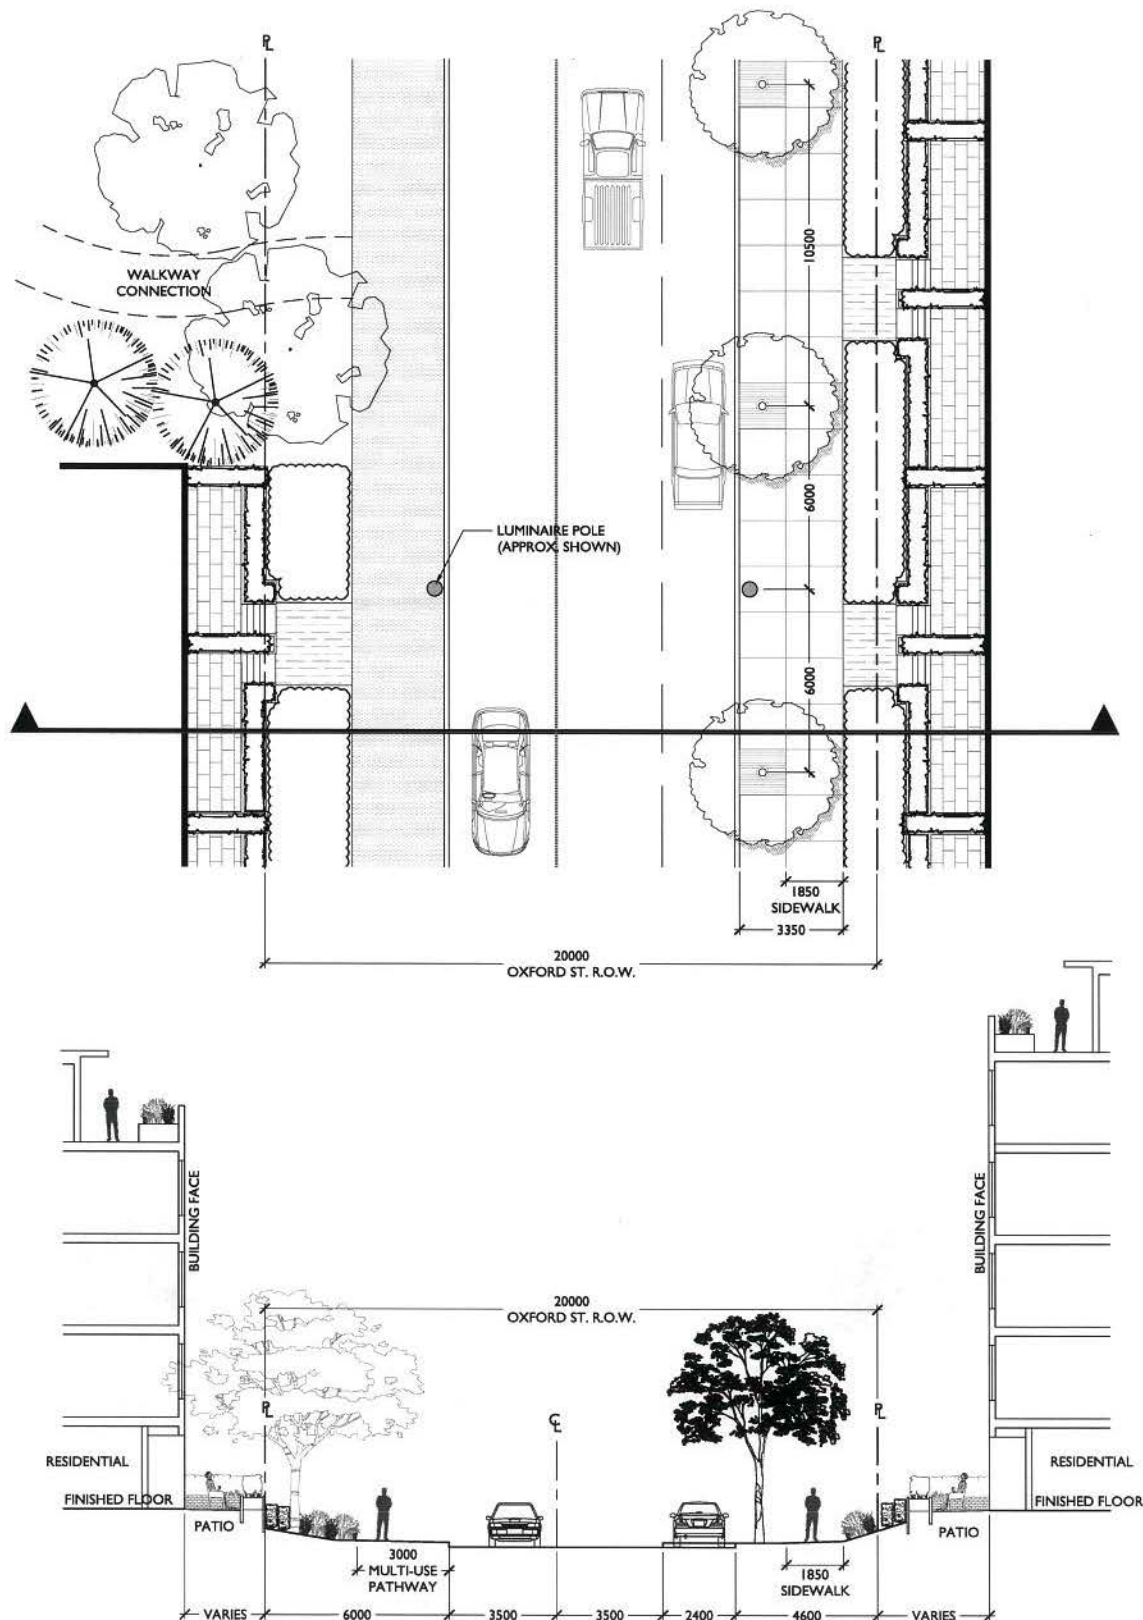 PL
PL
WALKWAY
CONNECTION
10500
LUMINAIRE POLE
(APPROX. SHOWN)
6000
6000
1850
SIDEWALK
3350
20000
OXFORD ST. R.O.W.
BUILDING FACE
BUILDING FACE
20000
OXFORD ST. R.O.W.
PL
CL
PL
RESIDENTIAL
RESIDENTIAL
FINISHED FLOOR
FINISHED FLOOR
PATIO
PATIO
3000
MULTI-USE
PATHWAY
1850
SIDEWALK
VARIES
6000
3500
3500
2400
4600
VARIES